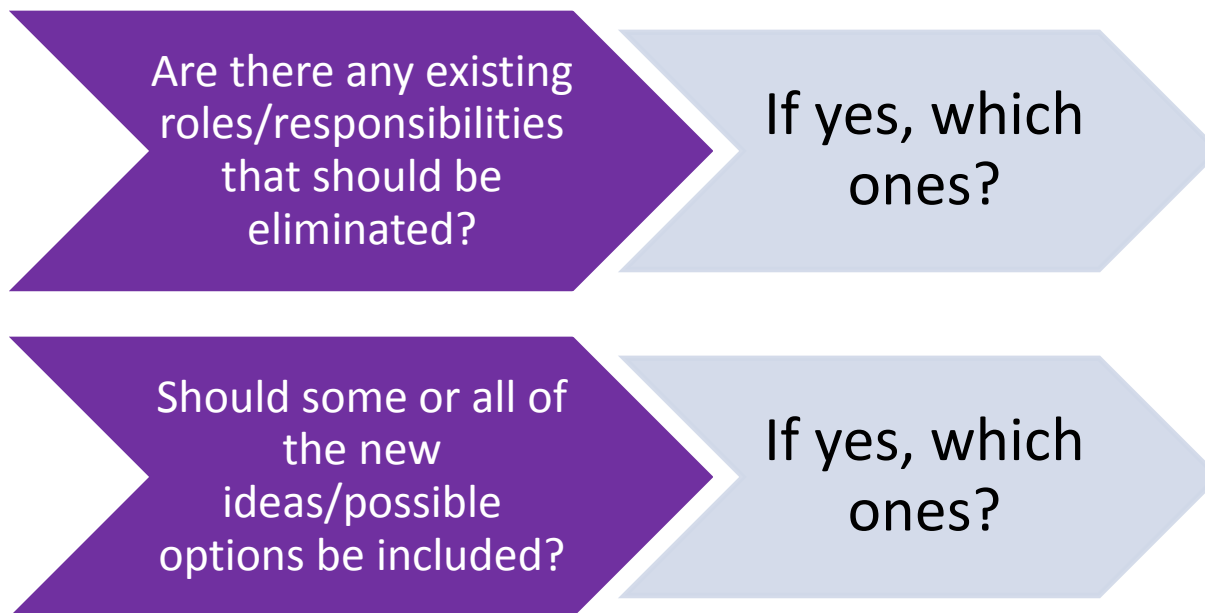 Are there any existing
roles/responsibilities
that should be
eliminated?
If yes, which
ones?
Should some or all of
the new
ideas/possible
options be included?
If yes, which
ones?